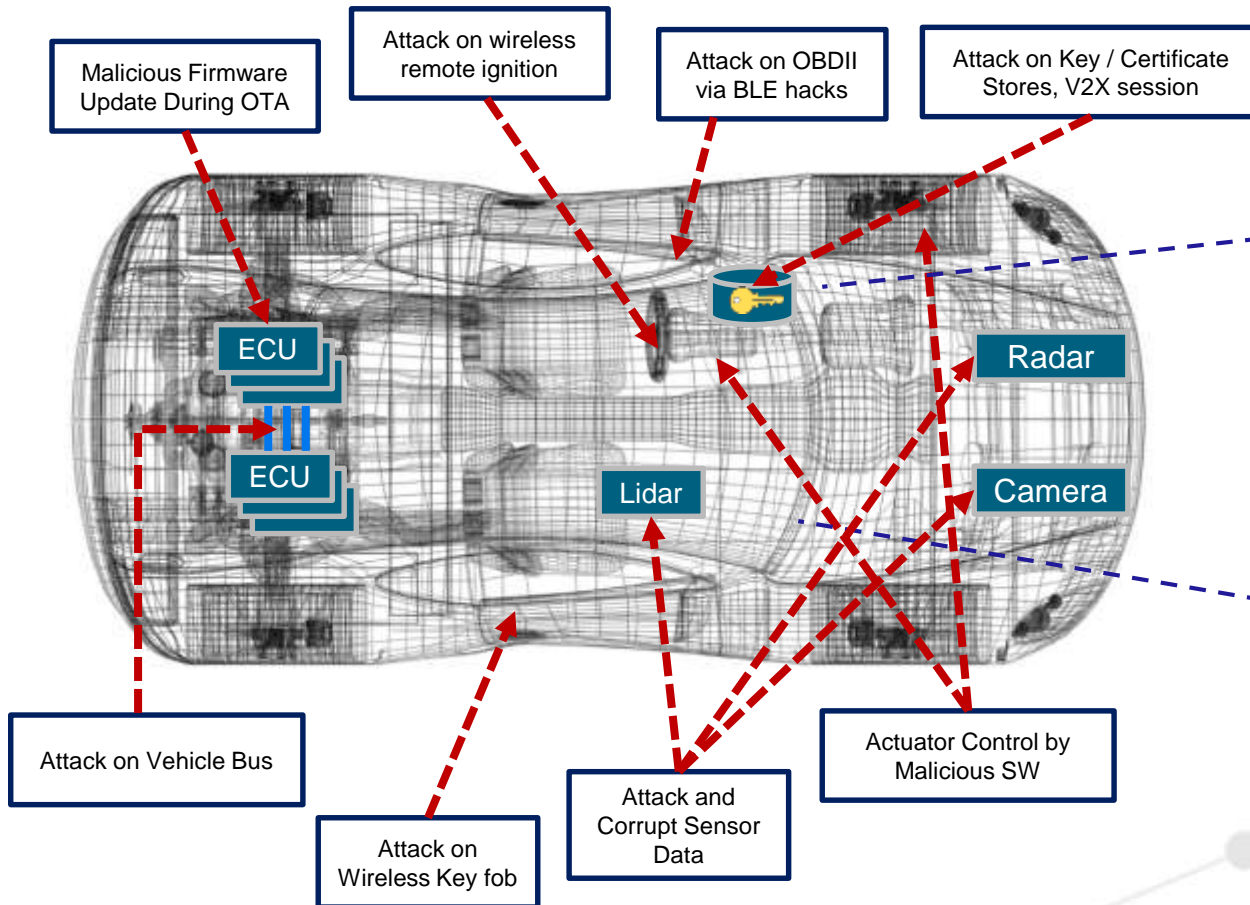 Malicious Firmware
Update During OTA
Attack on wireless
remote ignition
Attack on OBDII
via BLE hacks
Attack on Key / Certificate
Stores, V2X session
ECU
Radar
ECU
Lidar
Camera
Attack on Vehicle Bus
Attack on
Wireless Key fob
Attack and
Corrupt Sensor
Data
Actuator Control by
Malicious SW